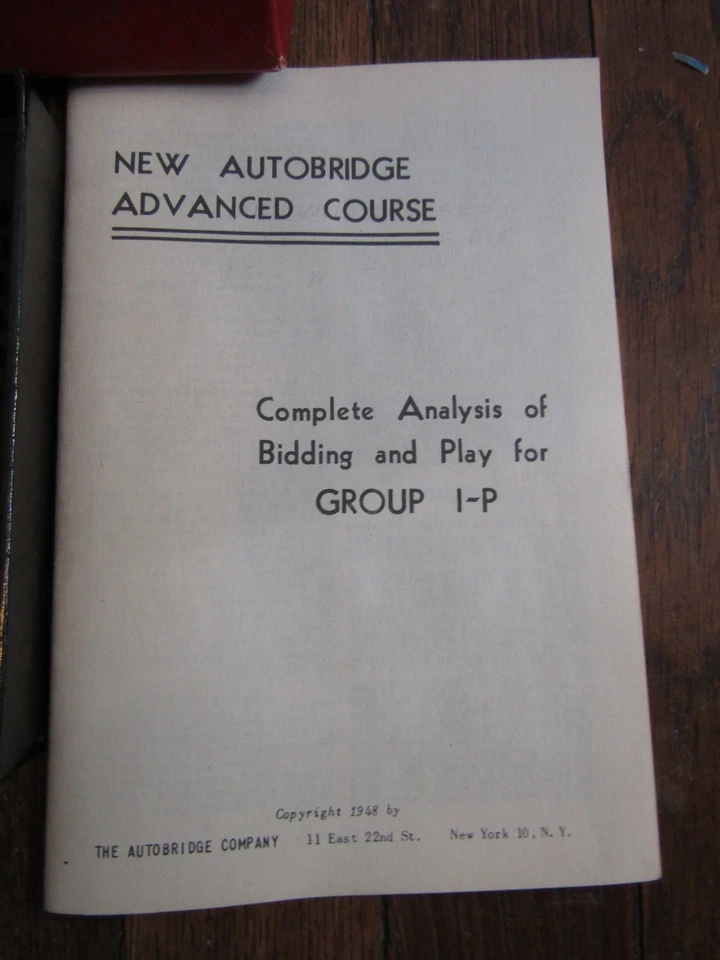 NEW AUTOBRIDGE
ADVANCED COURSE
Complete Analysis of
Bidding and Play for
GROUP I-P
Copyright 1948 by
THE AUTOBRIDGE COMPANY 11 East 22nd St. New York 10, N. Y.